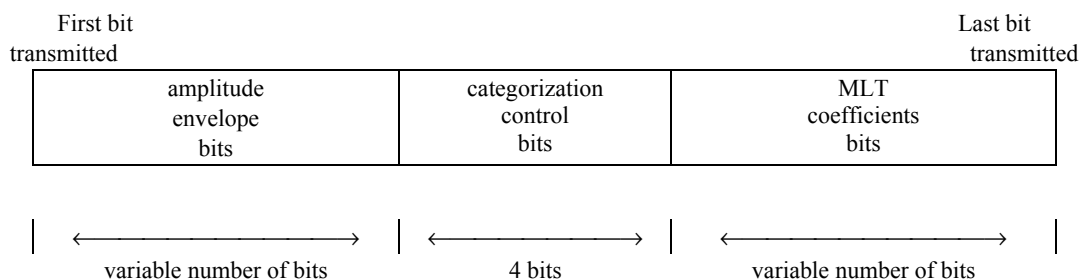 First bit
transmitted
Last bit
transmitted
amplitude
envelope
bits
categorization
control
bits
MLT
coefficients
bits
variable number of bits
4 bits
variable number of bits